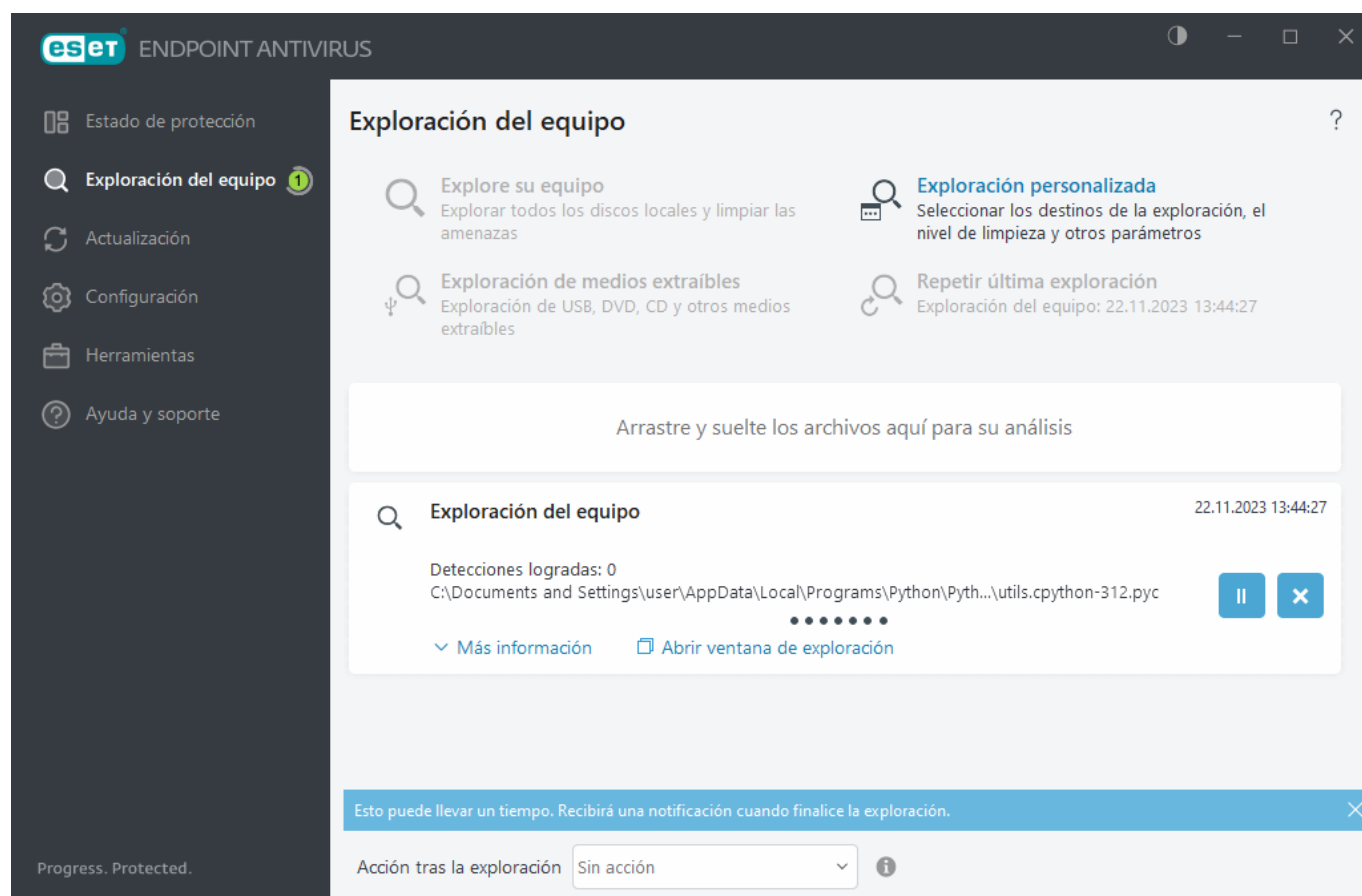 eset ENDPOINT ANTIVIRUS
Estado de protección
Exploración del equipo 1
Actualización
Configuración
Herramientas
Ayuda y soporte
Progress. Protected.
Exploración del equipo ?
Explore su equipo
Explorar todos los discos locales y limpiar las
amenazas
Exploración personalizada
Seleccionar los destinos de la exploración, el
nivel de limpieza y otros parámetros
Exploración de medios extraíbles
Exploración de USB, DVD, CD y otros medios
extraíbles
Repetir última exploración
Exploración del equipo: 22.11.2023 13:44:27
Arrastre y suelte los archivos aquí para su análisis
Exploración del equipo 22.11.2023 13:44:27
Detecciones logradas: 0
C:\Documents and Settings\user\AppData\Local\Programs\Python\Pyth...\utils.cpython-312.pyc
Más información Abrir ventana de exploración
Esto puede llevar un tiempo. Recibirá una notificación cuando finalice la exploración.
Acción tras la exploración Sin acción